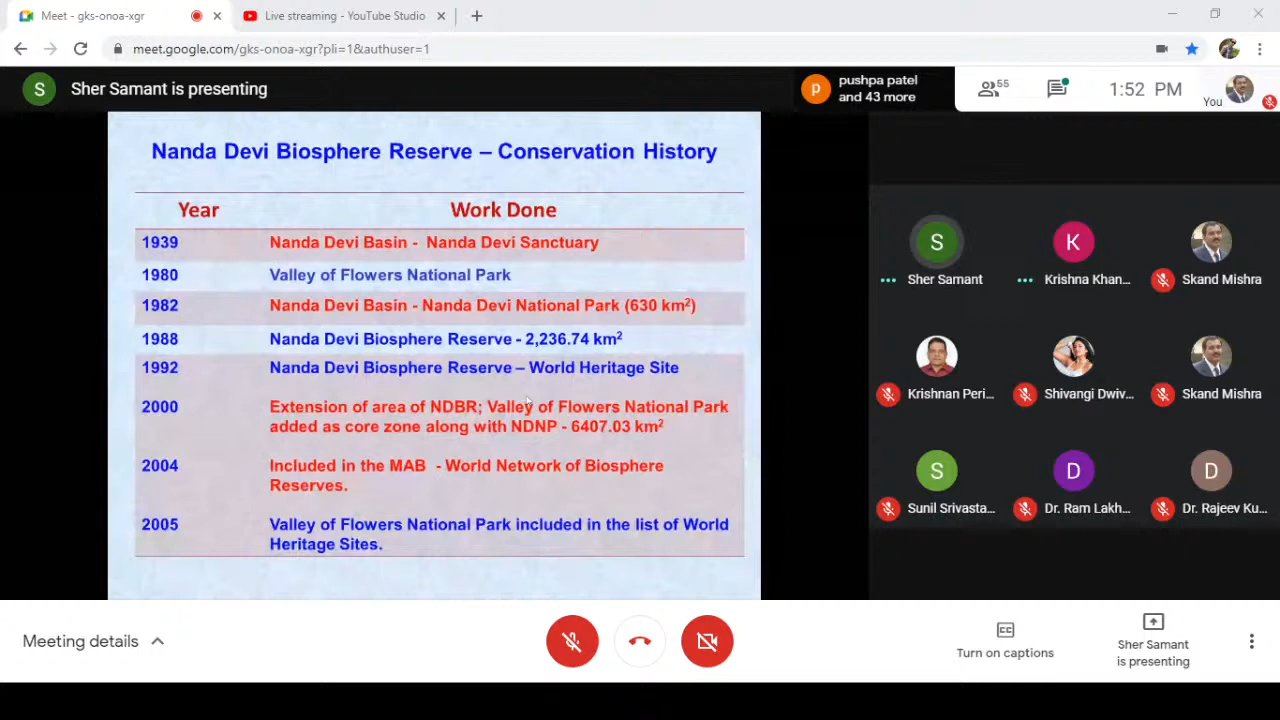 Meet - gks-onoa-xgr
Live streaming - YouTube Studio
meet.google.com/gks-onoa-xgr?pli=1&authuser=1
S
Sher Samant is presenting
p
pushpa patel
and 43 more
55
1:52 PM
You
Nanda Devi Biosphere Reserve – Conservation History
Year Work Done
1939 Nanda Devi Basin - Nanda Devi Sanctuary
1980 Valley of Flowers National Park
1982 Nanda Devi Basin - Nanda Devi National Park (630 km²)
1988 Nanda Devi Biosphere Reserve - 2,236.74 km²
1992 Nanda Devi Biosphere Reserve – World Heritage Site
2000 Extension of area of NDBR; Valley of Flowers National Park
added as core zone along with NDNP - 6407.03 km²
2004 Included in the MAB - World Network of Biosphere
Reserves.
2005 Valley of Flowers National Park included in the list of World
Heritage Sites.
S
K
Sher Samant
Krishna Khan...
Skand Mishra
Krishnan Peri...
Shivangi Dwiv...
Skand Mishra
S
D
D
Sunil Srivasta...
Dr. Ram Lakh...
Dr. Rajeev Ku...
Meeting details
CC
Turn on captions
Sher Samant
is presenting